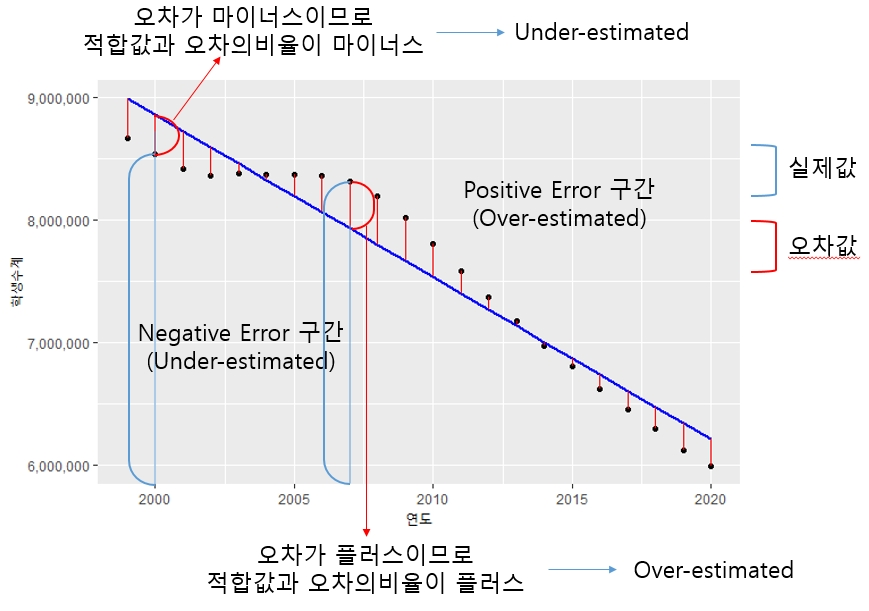 오차가 마이너스이므로
적합값과 오차의비율이 마이너스
Under-estimated
9,000,000
8,000,000
7,000,000
6,000,000
학생수계
Positive Error 구간
(Over-estimated)
Negative Error 구간
(Under-estimated)
실제값
오차값
2000
2005
2010
2015
2020
연도
오차가 플러스이므로
적합값과 오차의비율이 플러스
Over-estimated